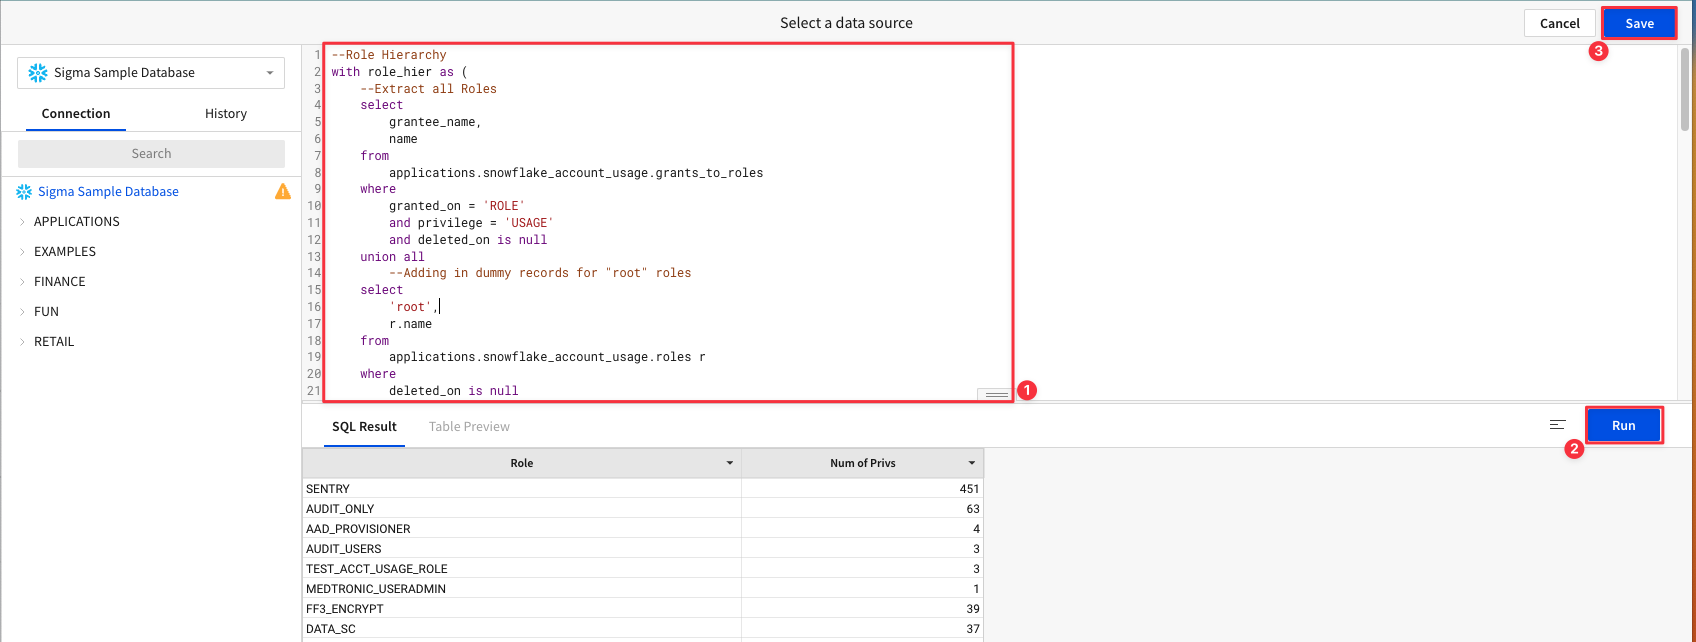 Select a data source
Cancel
Save
3
Sigma Sample Database
Connection
History
Search
Sigma Sample Database
APPLICATIONS
EXAMPLES
FINANCE
FUN
RETAIL
1 --Role Hierarchy
2 with role_hier as (
3 --Extract all Roles
4 select
5 grantee_name,
6 name
7 from
8 applications.snowflake_account_usage.grants_to_roles
9 where
10 granted_on = 'ROLE'
11 and privilege = 'USAGE'
12 and deleted_on is null
13 union all
14 --Adding in dummy records for "root" roles
15 select
16 'root',
17 r.name
18 from
19 applications.snowflake_account_usage.roles r
20 where
21 deleted_on is null
1
SQL Result
Table Preview
Run
2
Role Num of Privs
SENTRY 451
AUDIT_ONLY 63
AAD_PROVISIONER 4
AUDIT_USERS 3
TEST_ACCT_USAGE_ROLE 3
MEDTRONIC_USERADMIN 1
FF3_ENCRYPT 39
DATA_SC 37